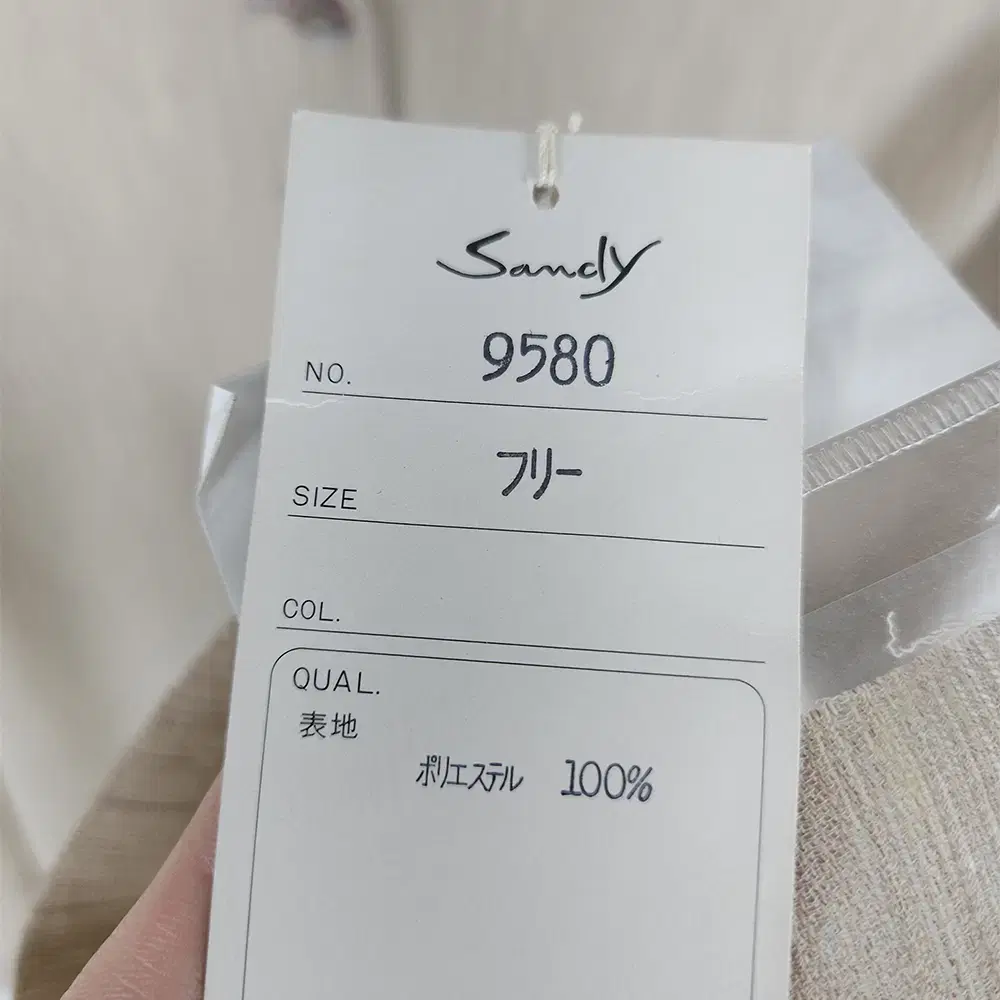 Sandy
NO. 9580
SIZE フリー
COL.
QUAL.
表地
ポリエステル 100%